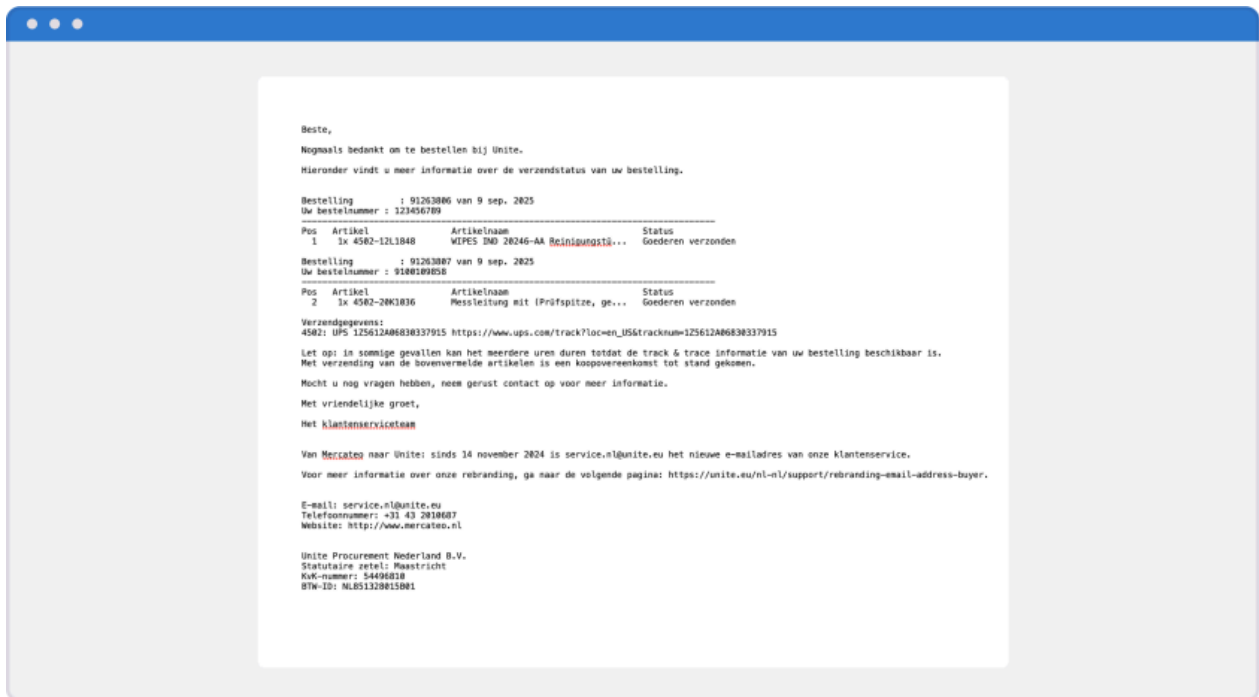 Beste,
Nogmaals bedankt om te bestellen bij Unite.
Hieronder vindt u meer informatie over de verzendstatus van uw bestelling.
Bestelling : 91263806 van 9 sep. 2025
Uw bestelnummer : 123456789
Pos Artikel Artikelnaam Status
1 1x 4502-12L1848 WIPES IND 20246-AA Reinigungstü... Goederen verzonden
Bestelling : 91263807 van 9 sep. 2025
Uw bestelnummer : 9100109858
Pos Artikel Artikelnaam Status
2 1x 4502-20K1036 Messleitung mit (Prüfspitze, ge... Goederen verzonden
Verzendgegevens:
4502: UPS 1Z5612A06830337915 https://www.ups.com/track?loc=en_US&tracknum=1Z5612A06830337915
Let op: in sommige gevallen kan het meerdere uren duren totdat de track & trace informatie van uw bestelling beschikbaar is.
Met verzending van de bovenvermelde artikelen is een koopovereenkomst tot stand gekomen.
Mocht u nog vragen hebben, neem gerust contact op voor meer informatie.
Met vriendelijke groet,
Het klantenserviceteam
Van Mercateo naar Unite: sinds 14 november 2024 is service.nl@unite.eu het nieuwe e-mailadres van onze klantenservice.
Voor meer informatie over onze rebranding, ga naar de volgende pagina: https://unite.eu/nl-nl/support/rebranding-email-address-buyer.
E-mail: service.nl@unite.eu
Telefoonnummer: +31 43 2010687
Website: http://www.mercateo.nl
Unite Procurement Nederland B.V.
Statutaire zetel: Maastricht
KvK-nummer: 54496810
BTW-ID: NL851328015B01